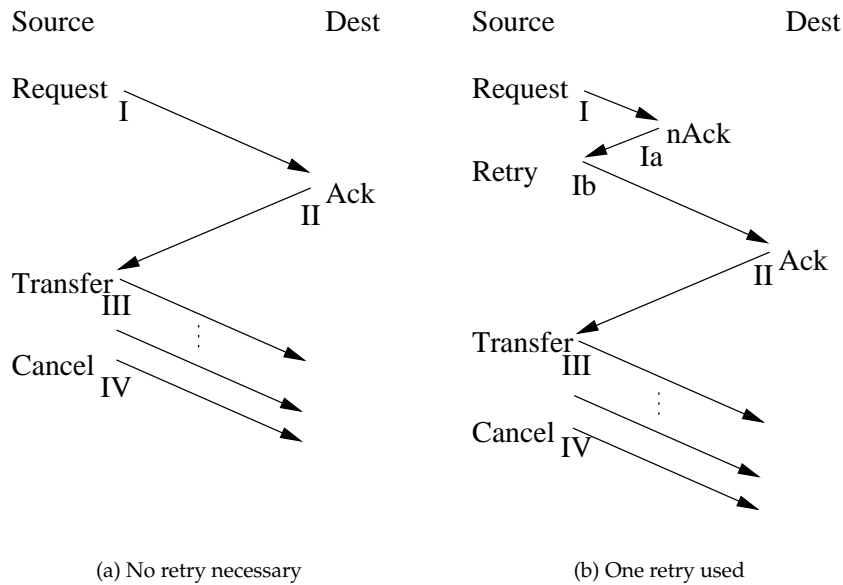 Source Dest
Request
I
Ack
II
Transfer
III
Cancel
IV
(a) No retry necessary
Source Dest
Request
I
nAck
Ia
Retry
Ib
Ack
II
Transfer
III
Cancel
IV
(b) One retry used